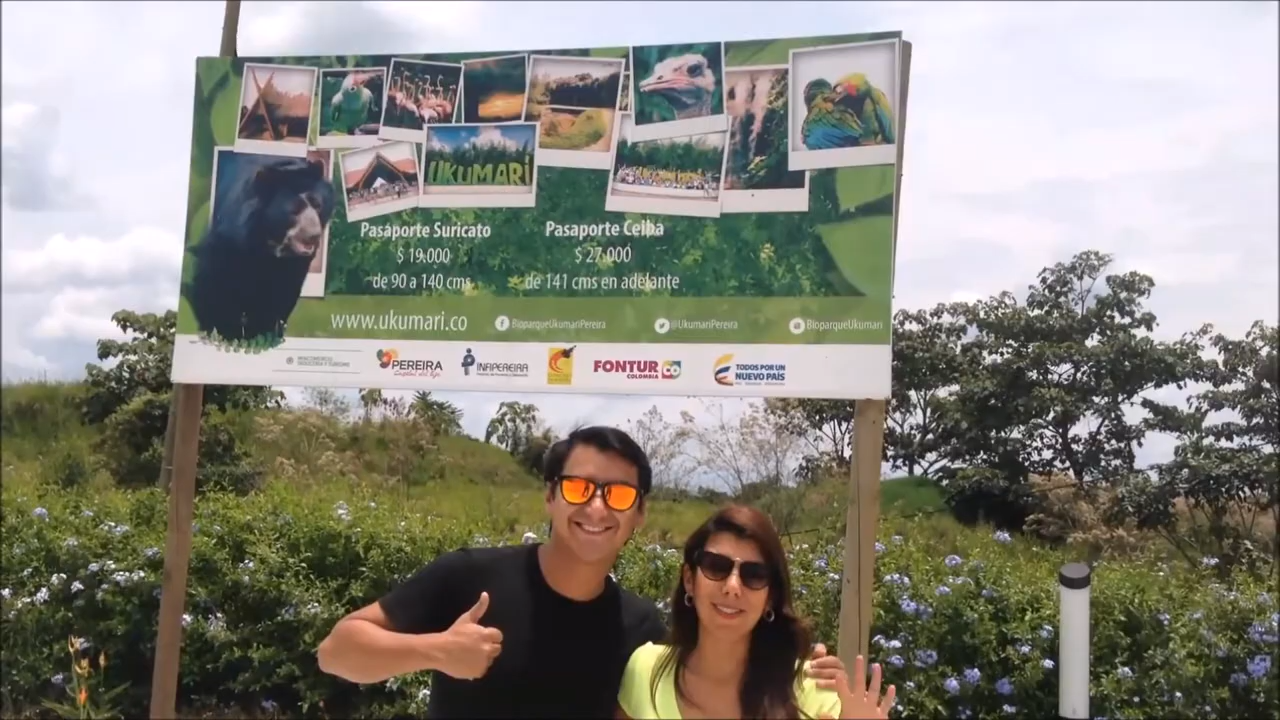 UKUMARI
Pasaporte Suricato
$ 19.000
de 90 a 140 cms
Pasaporte Ceiba
$ 27.000
de 141 cms en adelante
www.ukumari.co
BioparqueUkumariPereira
@UkumariPereira
BioparqueUkumari
PEREIRA
INFIPEREIRA
FONTUR
COLOMBIA
CO
TODOS POR UN
NUEVO PAÍS